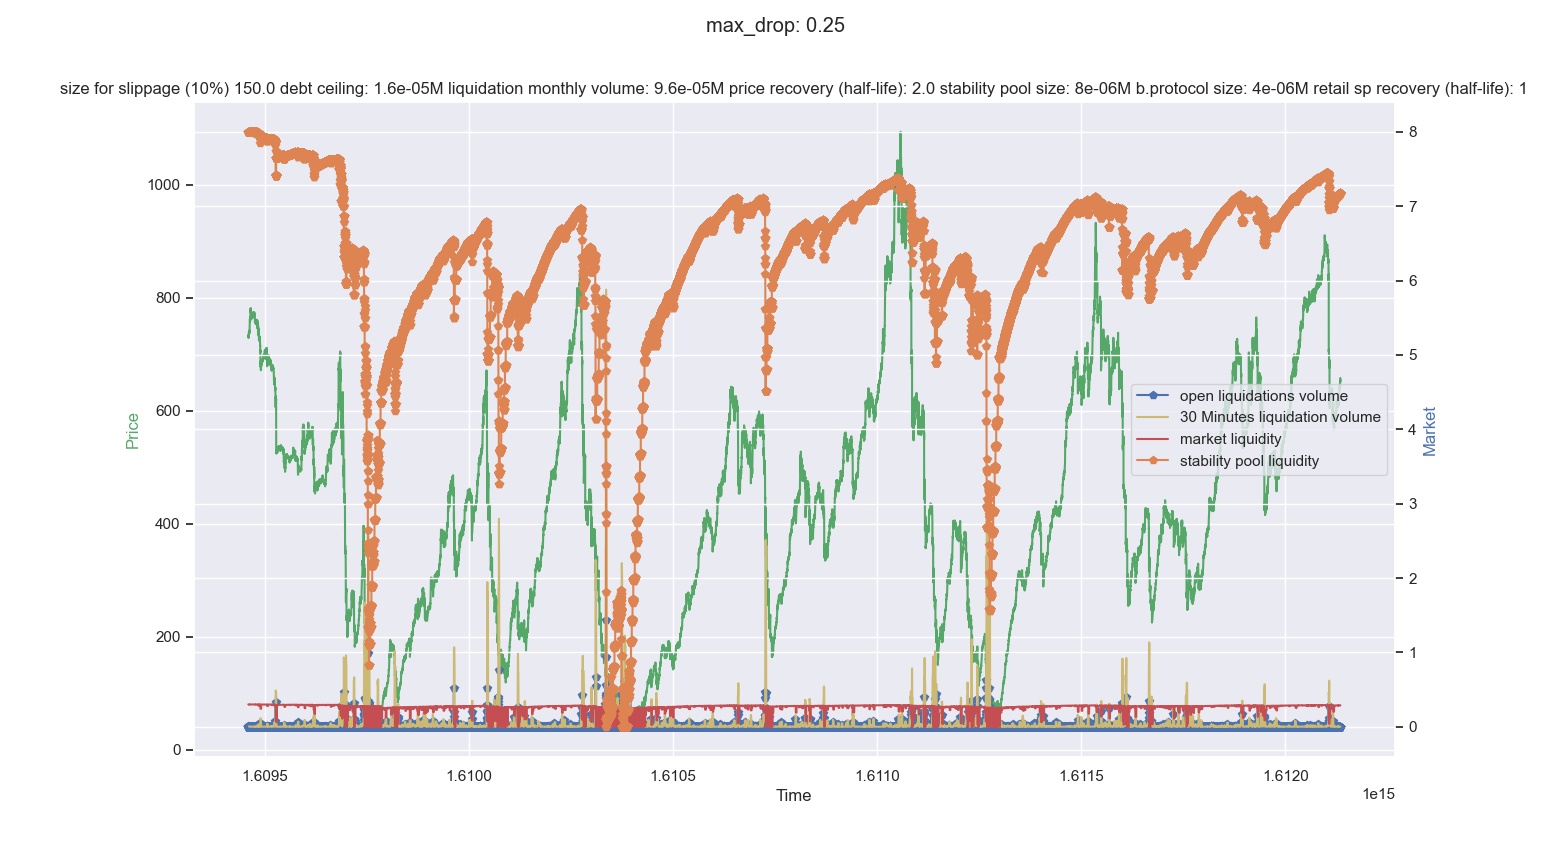 max_drop: 0.25
size for slippage (10%) 150.0 debt ceiling: 1.6e-05M liquidation monthly volume: 9.6e-05M price recovery (half-life): 2.0 stability pool size: 8e-06M b.protocol size: 4e-06M retail sp recovery (half-life): 1
1000
800
600
400
200
0
Price
8
7
6
5
4
3
2
1
0
Market
open liquidations volume
30 Minutes liquidation volume
market liquidity
stability pool liquidity
1.6095 1.6100 1.6105 1.6110 1.6115 1.6120
Time
1e15